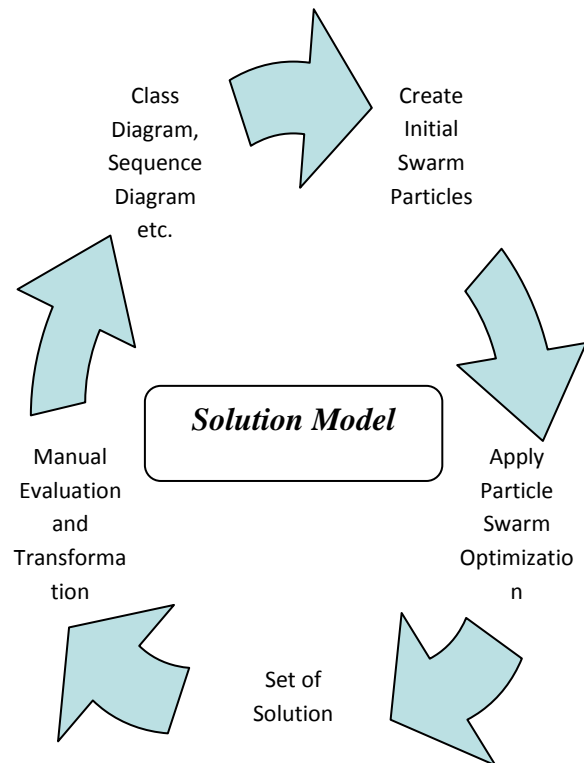 Class
Diagram,
Sequence
Diagram
etc.
Create
Initial
Swarm
Particles
Solution Model
Apply
Particle
Swarm
Optimizatio
n
Set of
Solution
Manual
Evaluation
and
Transforma
tion